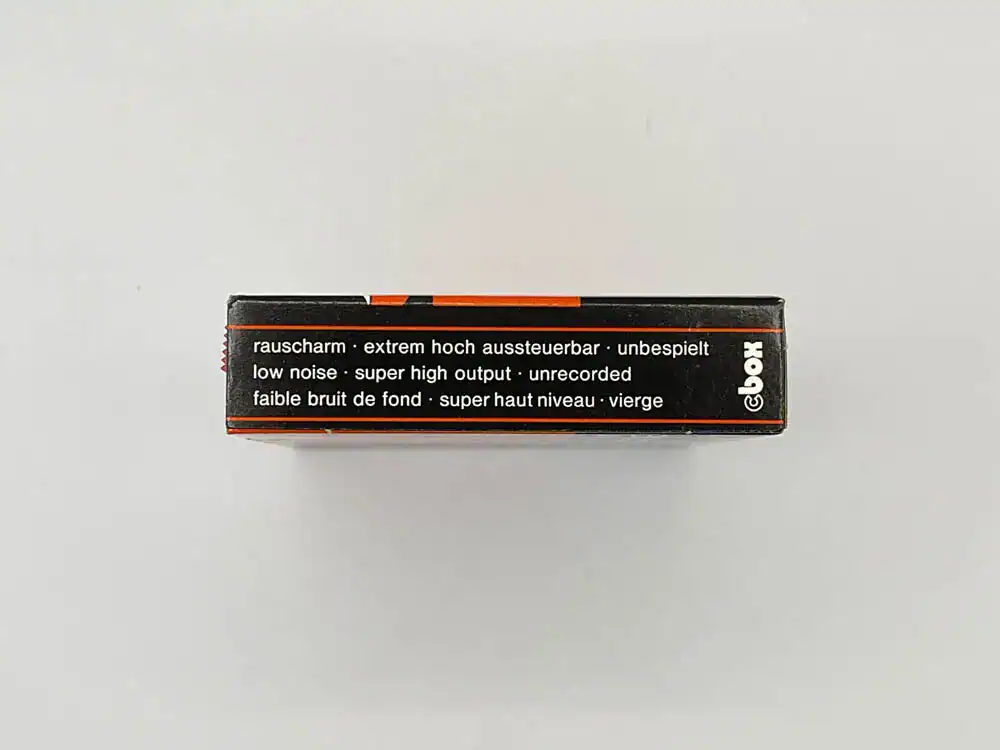 rauscharm · extrem hoch aussteuerbar · unbespielt
low noise · super high output · unrecorded
faible bruit de fond · super haut niveau · vierge
cbox